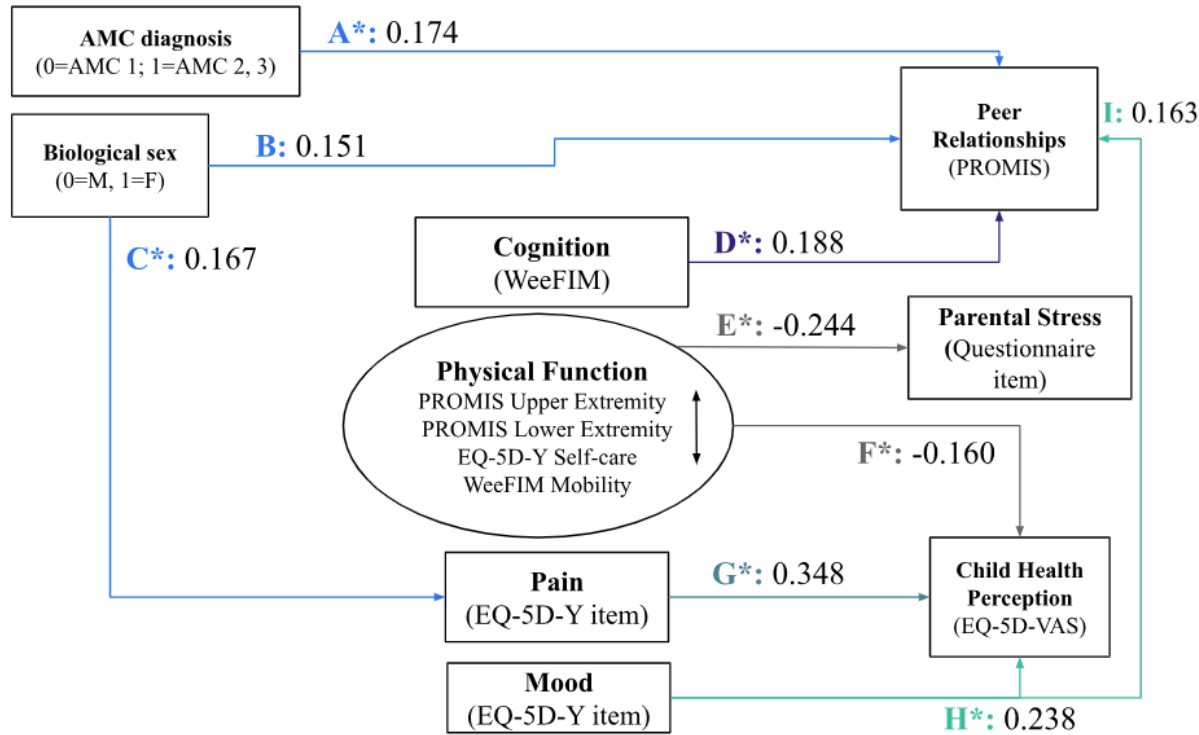 AMC diagnosis
(0=AMC 1; 1=AMC 2, 3)
A*: 0.174
Peer
Relationships
(PROMIS)
I: 0.163
Biological sex
(0=M, 1=F)
B: 0.151
C*: 0.167
Cognition
(WeeFIM)
D*: 0.188
Physical Function
PROMIS Upper Extremity
PROMIS Lower Extremity
EQ-5D-Y Self-care
WeeFIM Mobility
E*: -0.244
Parental Stress
(Questionnaire
item)
F*: -0.160
Pain
(EQ-5D-Y item)
G*: 0.348
Child Health
Perception
(EQ-5D-VAS)
Mood
(EQ-5D-Y item)
H*: 0.238